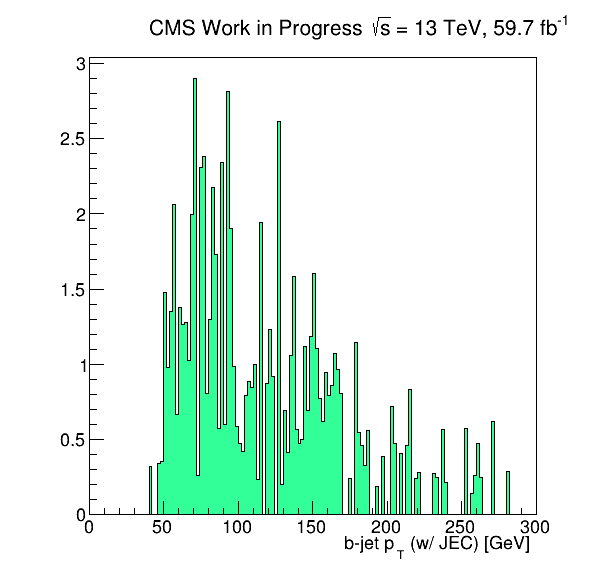 CMS Work in Progress √s = 13 TeV, 59.7 fb⁻¹
3
2.5
2
1.5
1
0.5
0
0 50 100 150 200 250 300
b-jet p_T (w/ JEC) [GeV]